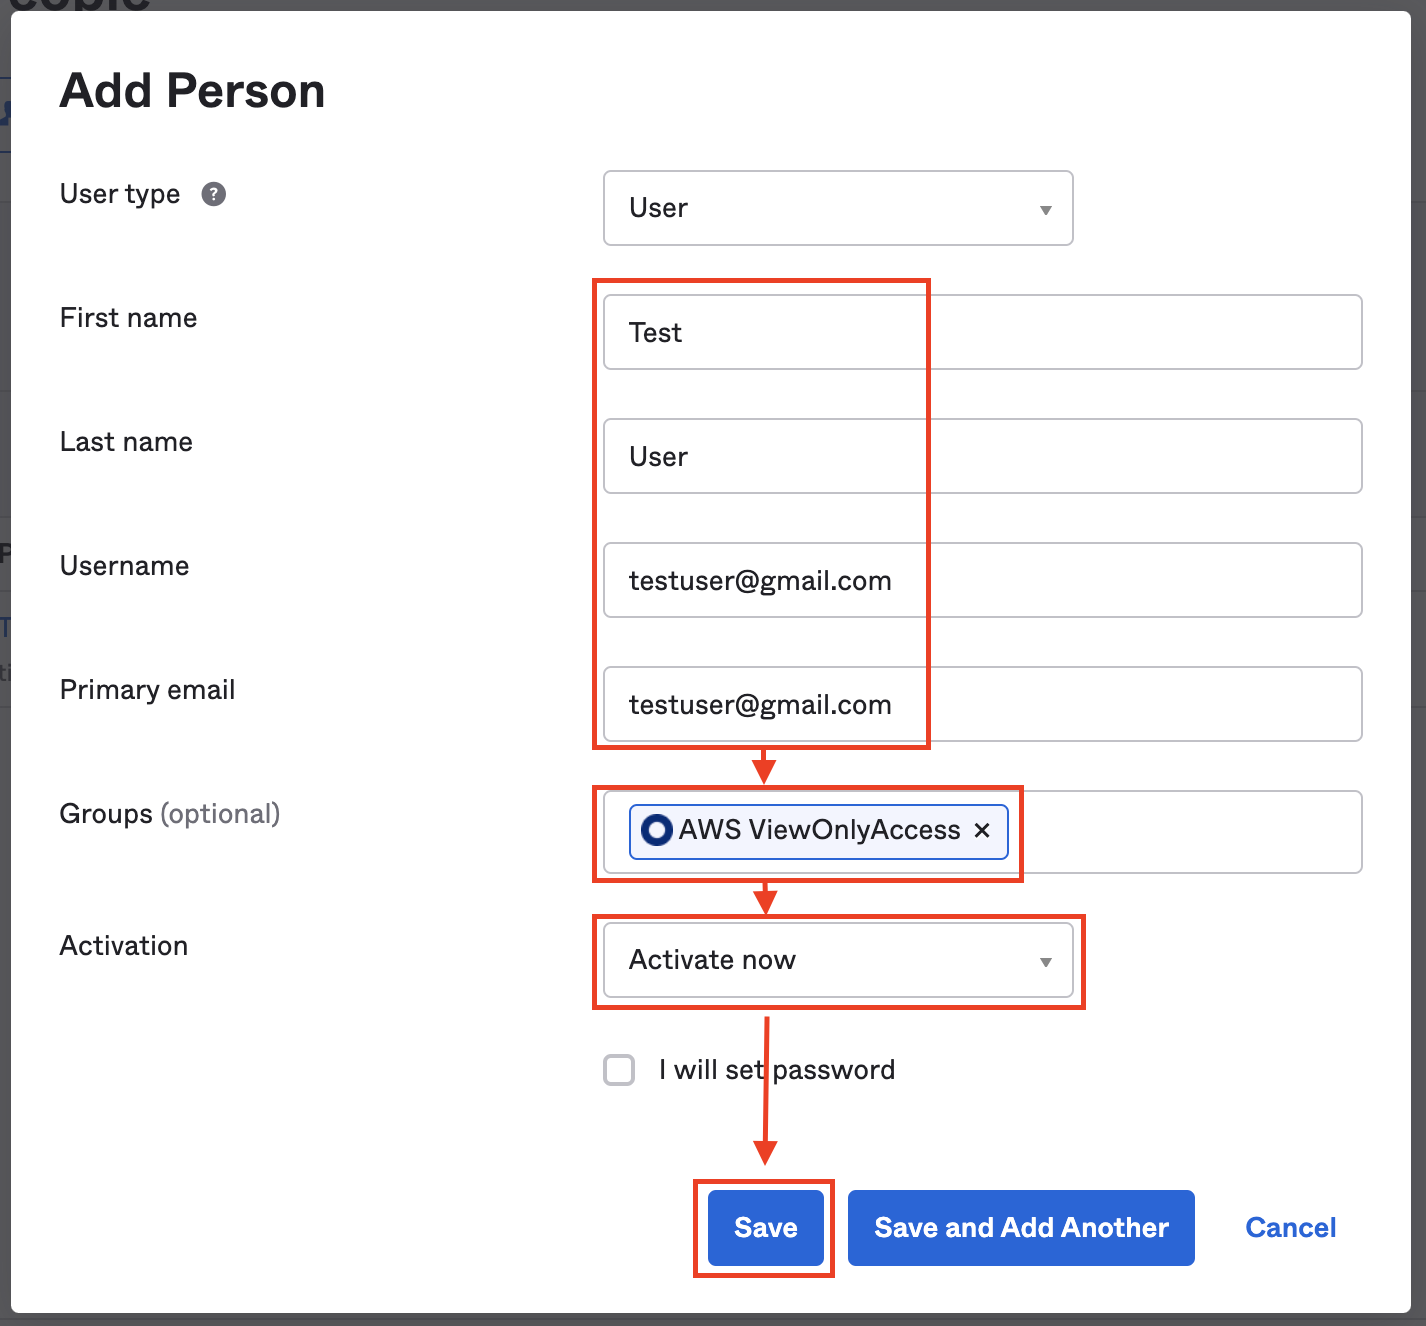 Add Person
User type ?
User
First name
Test
Last name
User
Username
testuser@gmail.com
Primary email
testuser@gmail.com
Groups (optional)
AWS ViewOnlyAccess ×
Activation
Activate now
I will set password
Save
Save and Add Another
Cancel